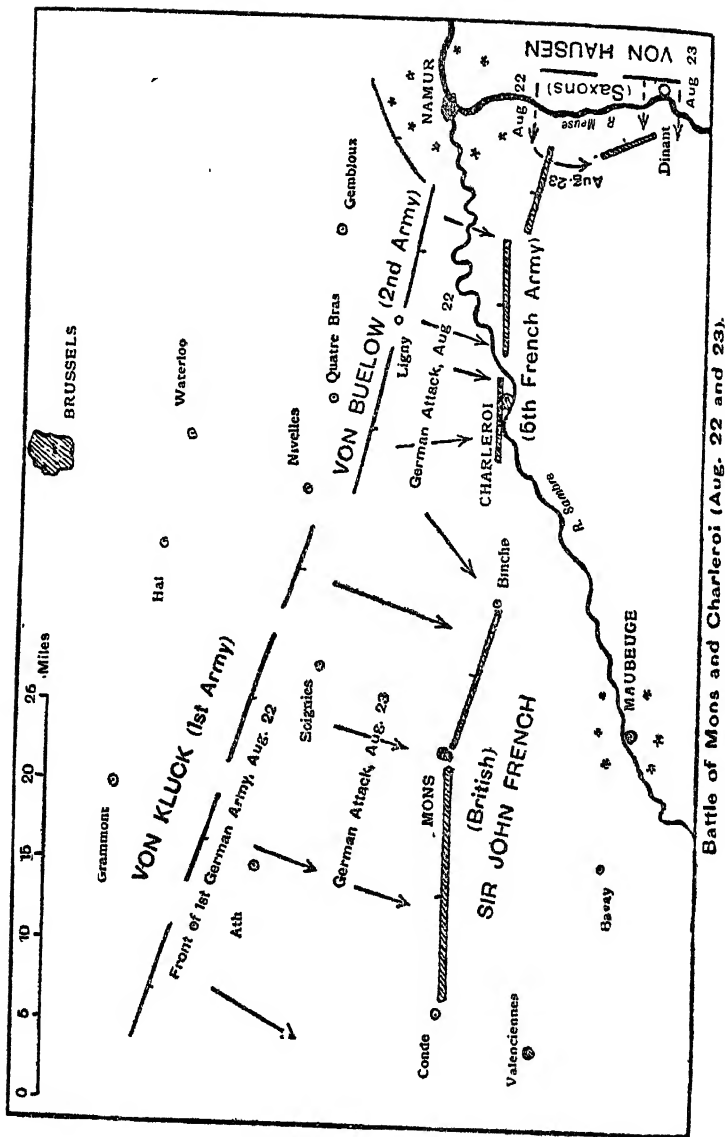 0 5 10 15 20 25
Miles
BRUSSELS
Grammont
Hal
Waterloo
VON KLUCK (1st Army)
Front of 1st German Army, Aug. 22
Ath
Soignies
Nivelles
Quatre Bras
Gembloux
VON BUELOW (2nd Army)
Ligny
German Attack, Aug 22
German Attack, Aug. 23
NAMUR
Conde
MONS
Binche
CHARLEROI
(5th French Army)
(British)
SIR JOHN FRENCH
Valenciennes
Bavay
MAUBEUGE
R. Sambre
Aug 22
Aug. 23
R Meuse
(Saxons)
VON HAUSEN
Aug 23
Dinant
Battle of Mons and Charleroi (Aug. 22 and 23).